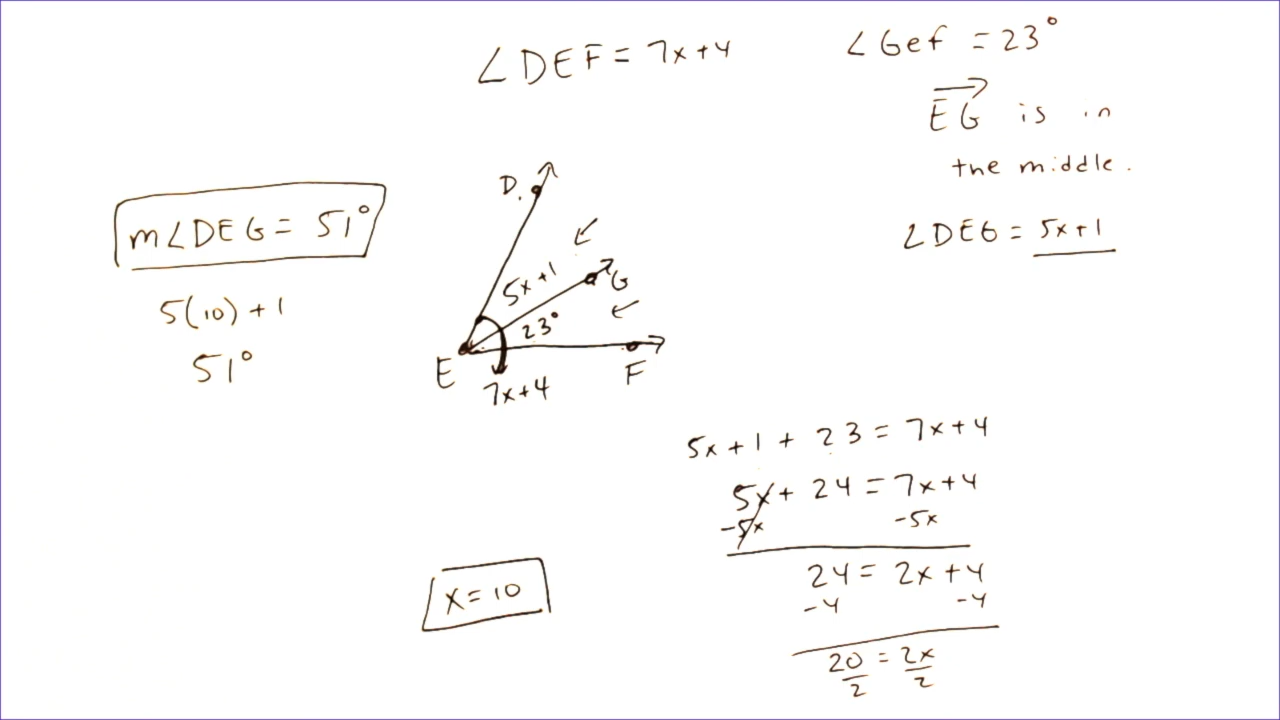 ∠DEF = 7x+4
∠Gef = 23°
EG is in
the middle.
∠DEG = 5x+1
m∠DEG = 51°
5(10)+1
51°
D
5x+1
G
23°
E
F
7x+4
5x+1+23=7x+4
5x+24=7x+4
-5x -5x
24=2x+4
-4 -4
20/2=2x/2
x=10